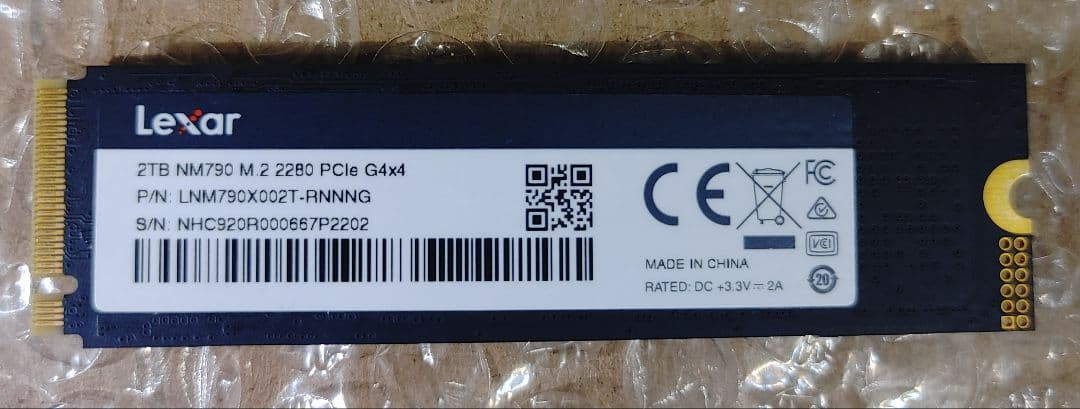 Lexar
2TB NM790 M.2 2280 PCIe G4x4
P/N: LNM790X002T-RNNNG
S/N: NHC920R000667P2202
CE
FC
VCI
MADE IN CHINA
RATED: DC +3.3V⎓2A
20